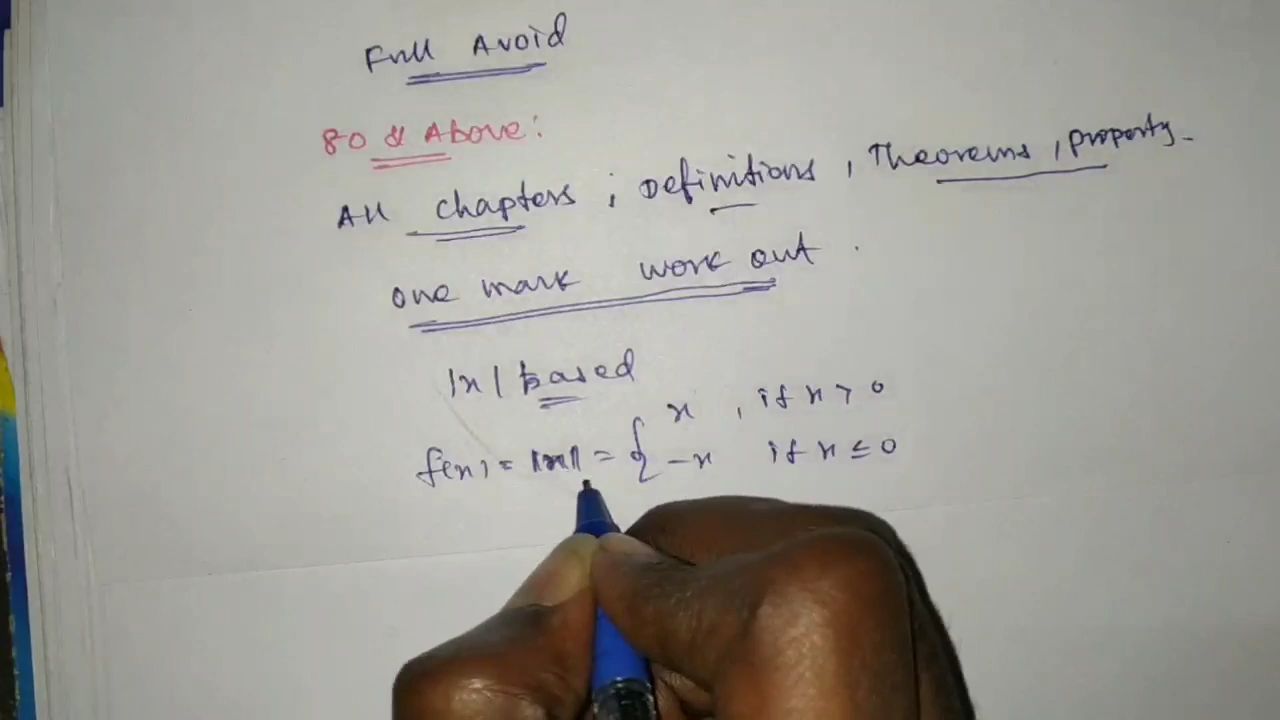 Full Avoid
80 & Above:
All chapters ; Definitions , Theorems , property.
one mark work out .
|x| based
f(x) = |x| = { x , if x > 0
-x if x ≤ 0